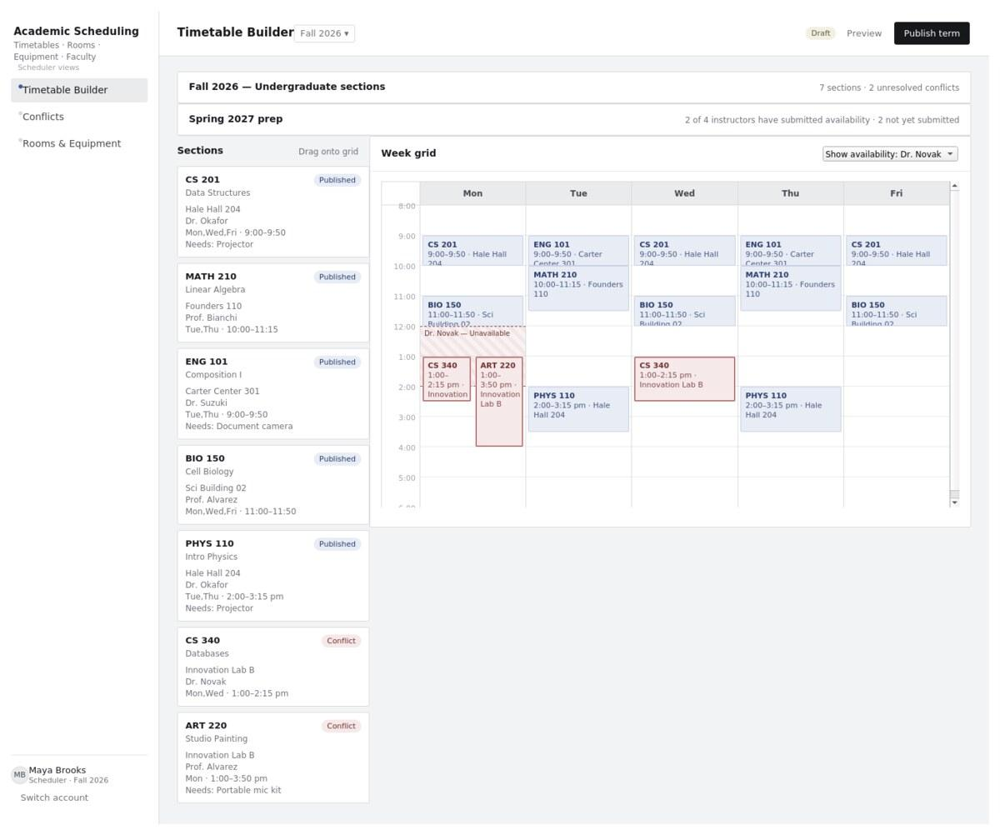 Academic Scheduling
Timetables · Rooms ·
Equipment · Faculty
Scheduler views
Timetable Builder
Conflicts
Rooms & Equipment
MB
Maya Brooks
Scheduler · Fall 2026
Switch account
Timetable Builder
Fall 2026 ▾
Draft
Preview
Publish term
Fall 2026 — Undergraduate sections
7 sections · 2 unresolved conflicts
Spring 2027 prep
2 of 4 instructors have submitted availability · 2 not yet submitted
Sections
Drag onto grid
CS 201
Published
Data Structures
Hale Hall 204
Dr. Okafor
Mon,Wed,Fri · 9:00–9:50
Needs: Projector
MATH 210
Published
Linear Algebra
Founders 110
Prof. Bianchi
Tue,Thu · 10:00–11:15
ENG 101
Published
Composition I
Carter Center 301
Dr. Suzuki
Tue,Thu · 9:00–9:50
Needs: Document camera
BIO 150
Published
Cell Biology
Sci Building 02
Prof. Alvarez
Mon,Wed,Fri · 11:00–11:50
PHYS 110
Published
Intro Physics
Hale Hall 204
Dr. Okafor
Tue,Thu · 2:00–3:15 pm
Needs: Projector
CS 340
Conflict
Databases
Innovation Lab B
Dr. Novak
Mon,Wed · 1:00–2:15 pm
ART 220
Conflict
Studio Painting
Innovation Lab B
Prof. Alvarez
Mon · 1:00–3:50 pm
Needs: Portable mic kit
Week grid
Show availability: Dr. Novak
Mon
Tue
Wed
Thu
Fri
8:00
9:00
10:00
11:00
12:00
1:00
2:00
3:00
4:00
5:00
6:00
CS 201
9:00–9:50 · Hale Hall
204
BIO 150
11:00–11:50 · Sci
Building 02
Dr. Novak — Unavailable
CS 340
1:00–
2:15 pm ·
Innovation
ART 220
1:00–
3:50 pm ·
Innovation
Lab B
ENG 101
9:00–9:50 · Carter
Center 301
MATH 210
10:00–11:15 · Founders
110
PHYS 110
2:00–3:15 pm · Hale
Hall 204
CS 201
9:00–9:50 · Hale Hall
204
BIO 150
11:00–11:50 · Sci
Building 02
CS 340
1:00–2:15 pm ·
Innovation Lab B
ENG 101
9:00–9:50 · Carter
Center 301
MATH 210
10:00–11:15 · Founders
110
PHYS 110
2:00–3:15 pm · Hale
Hall 204
CS 201
9:00–9:50 · Hale Hall
204
BIO 150
11:00–11:50 · Sci
Building 02